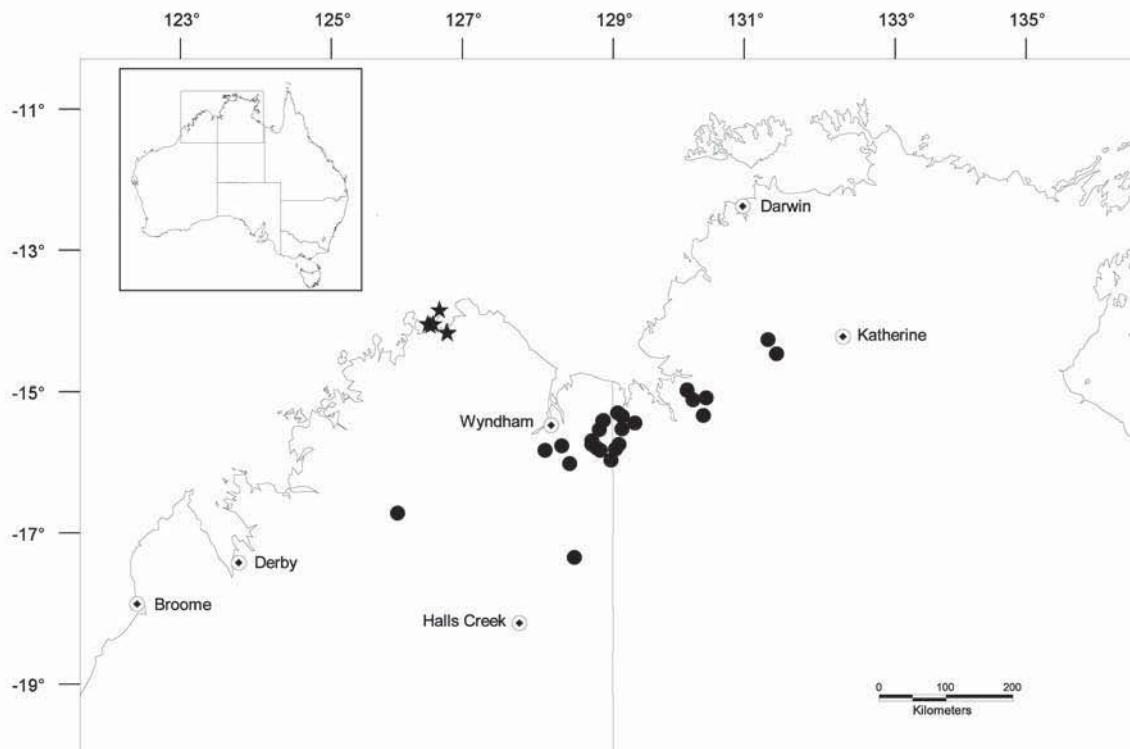 123° 125° 127° 129° 131° 133° 135°
-11°
Darwin
-13°
Katherine
-15°
Wyndham
-17°
Derby
Broome
Halls Creek
-19°
0 100 200
Kilometers